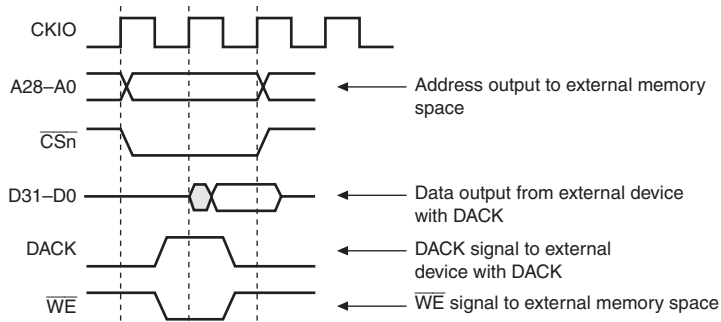 CKIO
A28–A0
Address output to external memory
space
CSn
D31–D0
Data output from external device
with DACK
DACK
DACK signal to external
device with DACK
WE
WE signal to external memory space